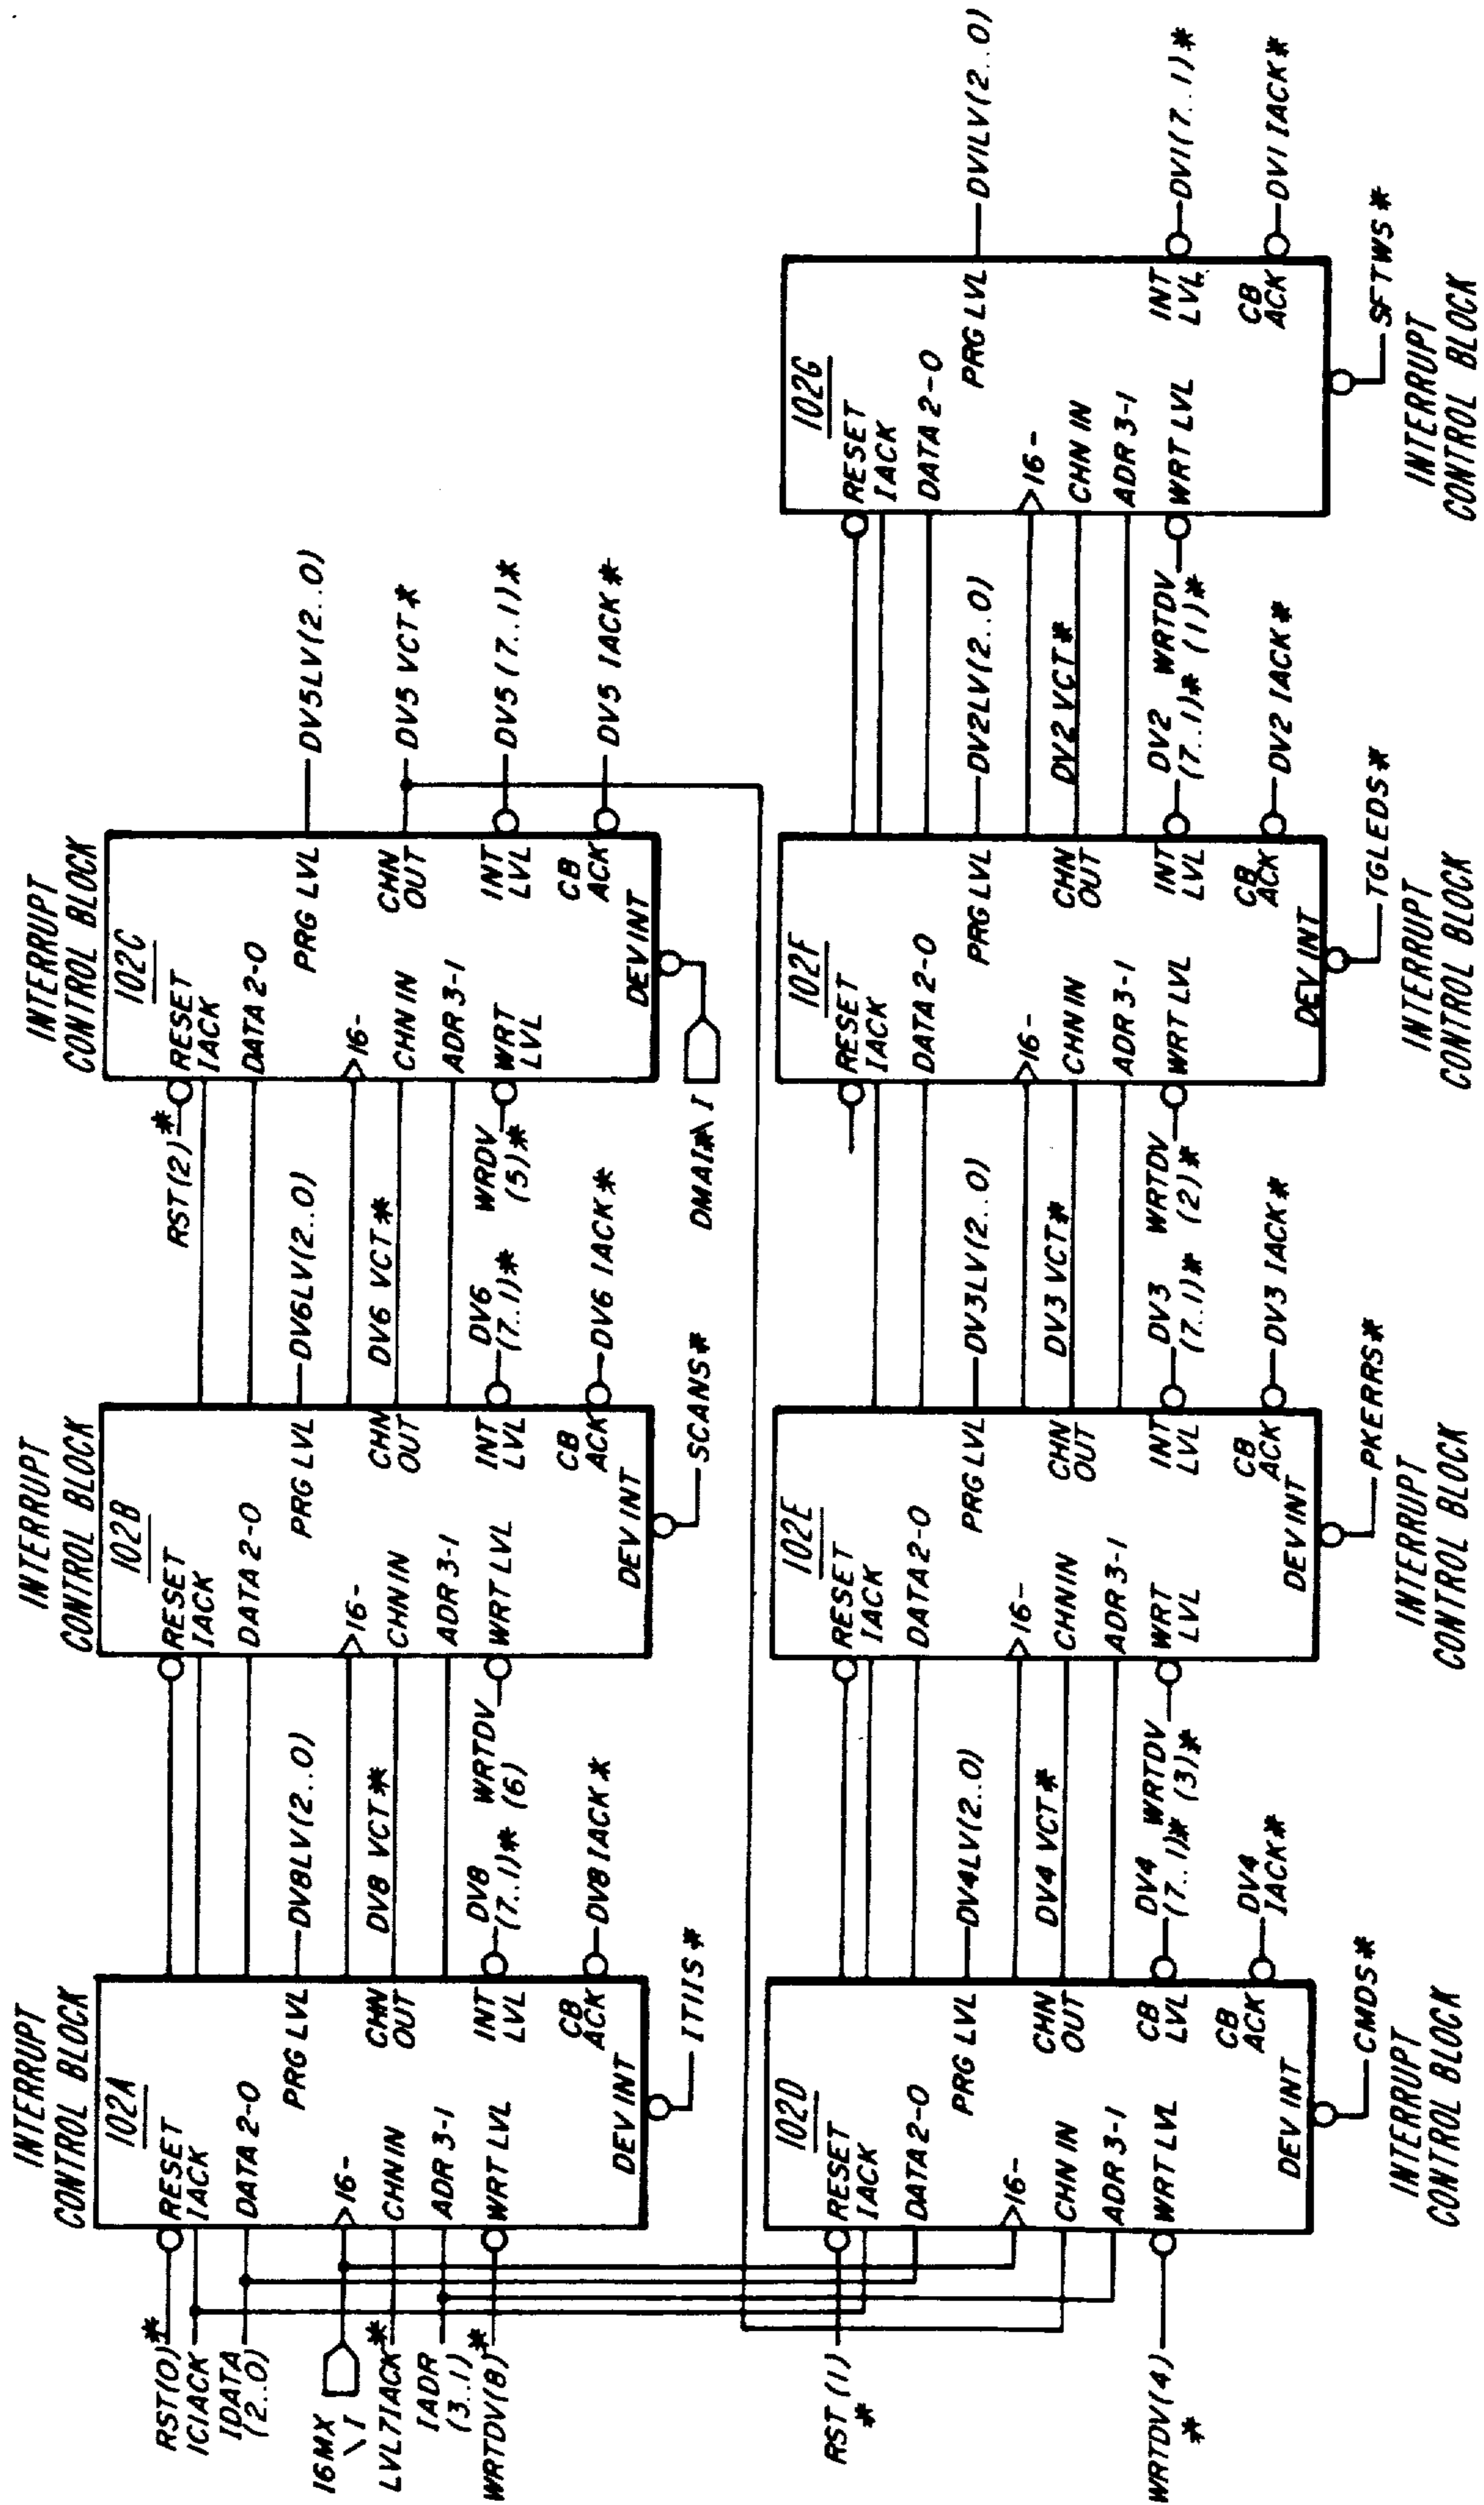 INTERRUPT
CONTROL BLOCK
102A
RST(0)*
ICIACK
IDATA
(2..0)
16MX
\I
LVL7IACK*
IADR
(3..1)
WRTDV(8)*
RESET
IACK
DATA 2-0
16-
CHN IN
ADR 3-1
WRT LVL
PRG LVL
CHN
OUT
INT
LVL
CB
ACK
DEV INT
ITIIS*
DV8LV(2..0)
DV8 VCT*
DV8
(7..1)*
DV8 IACK*
WRTDV
(6)
INTERRUPT
CONTROL BLOCK
102B
RESET
IACK
DATA 2-0
16-
CHN IN
ADR 3-1
WRT LVL
PRG LVL
CHN
OUT
INT
LVL
CB
ACK
DEV INT
SCANS*
DV6LV(2..0)
DV6 VCT*
DV6
(7..1)*
DV6 IACK*
RST(2)*
WRDV
(5)*
INTERRUPT
CONTROL BLOCK
102C
RESET
IACK
DATA 2-0
16-
CHN IN
ADR 3-1
WRT
LVL
PRG LVL
CHN
OUT
INT
LVL
CB
ACK
DEV INT
DMAI*\I
DV5LV(2..0)
DV5 VCT*
DV5(7..1)*
DV5 IACK*
RST(1)
*
WRTDV(4)
*
102D
RESET
IACK
DATA 2-0
16-
CHN IN
ADR 3-1
WRT LVL
PRG LVL
CHN
OUT
CB
LVL
CB
ACK
DEV INT
CMDS*
INTERRUPT
CONTROL BLOCK
DV4LV(2..0)
DV4 VCT*
DV4
(7..1)*
DV4
IACK*
WRTDV
(3)*
102E
RESET
IACK
DATA 2-0
16-
CHN IN
ADR 3-1
WRT
LVL
PRG LVL
CHN
OUT
INT
LVL
CB
ACK
DEV INT
PKERRS*
INTERRUPT
CONTROL BLOCK
DV3LV(2..0)
DV3 VCT*
DV3
(7..1)*
DV3 IACK*
WRTDV
(2)*
102F
RESET
IACK
DATA 2-0
16-
CHN IN
ADR 3-1
WRT LVL
PRG LVL
CHN
OUT
INT
LVL
CB
ACK
DEV INT
TGLEDS*
INTERRUPT
CONTROL BLOCK
DV2LV(2..0)
DV2 VCT*
DV2
(7..1)*
DV2 IACK*
WRTDV
(1)*
102G
RESET
IACK
DATA 2-0
16-
CHN IN
ADR 3-1
WRT LVL
PRG LVL
INT
LVL
CB
ACK
SFTWS*
INTERRUPT
CONTROL BLOCK
DV1LV(2..0)
DV1(7..1)*
DV1 IACK*